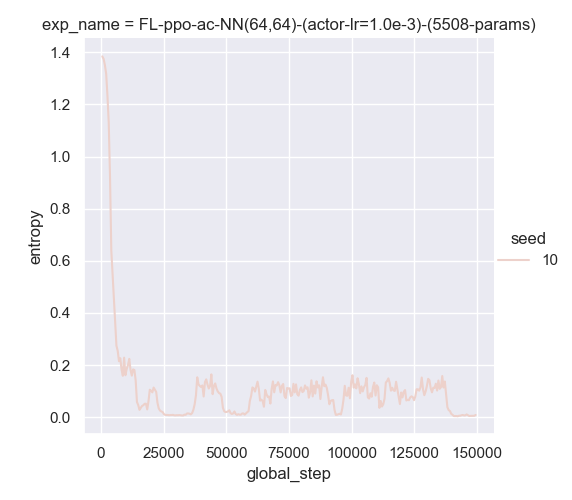 exp_name = FL-ppo-ac-NN(64,64)-(actor-lr=1.0e-3)-(5508-params)
1.4
1.2
1.0
0.8
0.6
0.4
0.2
0.0
entropy
0 25000 50000 75000 100000 125000 150000
global_step
seed
10